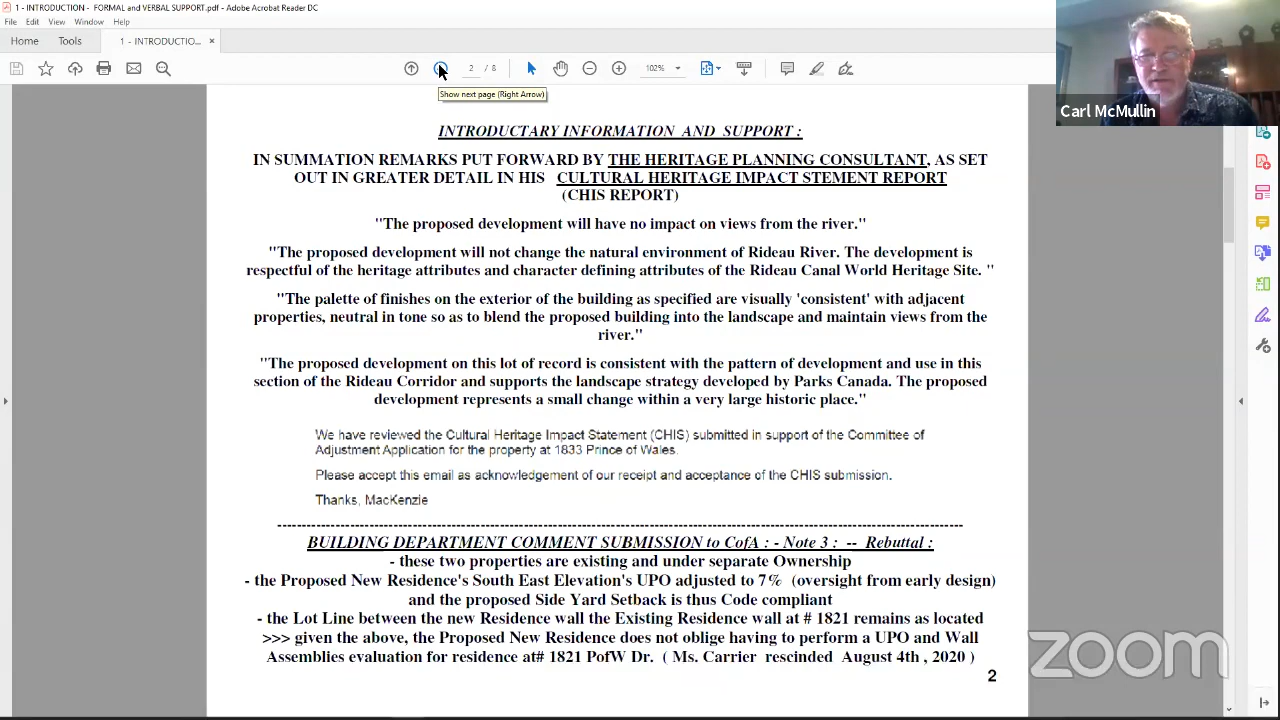 1 - INTRODUCTION - FORMAL and VERBAL SUPPORT.pdf - Adobe Acrobat Reader DC
File Edit View Window Help
Home Tools 1 - INTRODUCTIO... ×
2 / 8 102%
Show next page (Right Arrow)
Carl McMullin
INTRODUCTARY INFORMATION AND SUPPORT :
IN SUMMATION REMARKS PUT FORWARD BY THE HERITAGE PLANNING CONSULTANT, AS SET
OUT IN GREATER DETAIL IN HIS CULTURAL HERITAGE IMPACT STEMENT REPORT
(CHIS REPORT)
"The proposed development will have no impact on views from the river."
"The proposed development will not change the natural environment of Rideau River. The development is
respectful of the heritage attributes and character defining attributes of the Rideau Canal World Heritage Site. "
"The palette of finishes on the exterior of the building as specified are visually 'consistent' with adjacent
properties, neutral in tone so as to blend the proposed building into the landscape and maintain views from the
river."
"The proposed development on this lot of record is consistent with the pattern of development and use in this
section of the Rideau Corridor and supports the landscape strategy developed by Parks Canada. The proposed
development represents a small change within a very large historic place."
We have reviewed the Cultural Heritage Impact Statement (CHIS) submitted in support of the Committee of
Adjustment Application for the property at 1833 Prince of Wales.
Please accept this email as acknowledgement of our receipt and acceptance of the CHIS submission.
Thanks, MacKenzie
BUILDING DEPARTMENT COMMENT SUBMISSION to CofA : - Note 3 : -- Rebuttal :
- these two properties are existing and under separate Ownership
- the Proposed New Residence's South East Elevation's UPO adjusted to 7% (oversight from early design)
and the proposed Side Yard Setback is thus Code compliant
- the Lot Line between the new Residence wall the Existing Residence wall at # 1821 remains as located
>>> given the above, the Proposed New Residence does not oblige having to perform a UPO and Wall
Assemblies evaluation for residence at# 1821 PofW Dr. ( Ms. Carrier rescinded August 4th , 2020 )
2
zoom